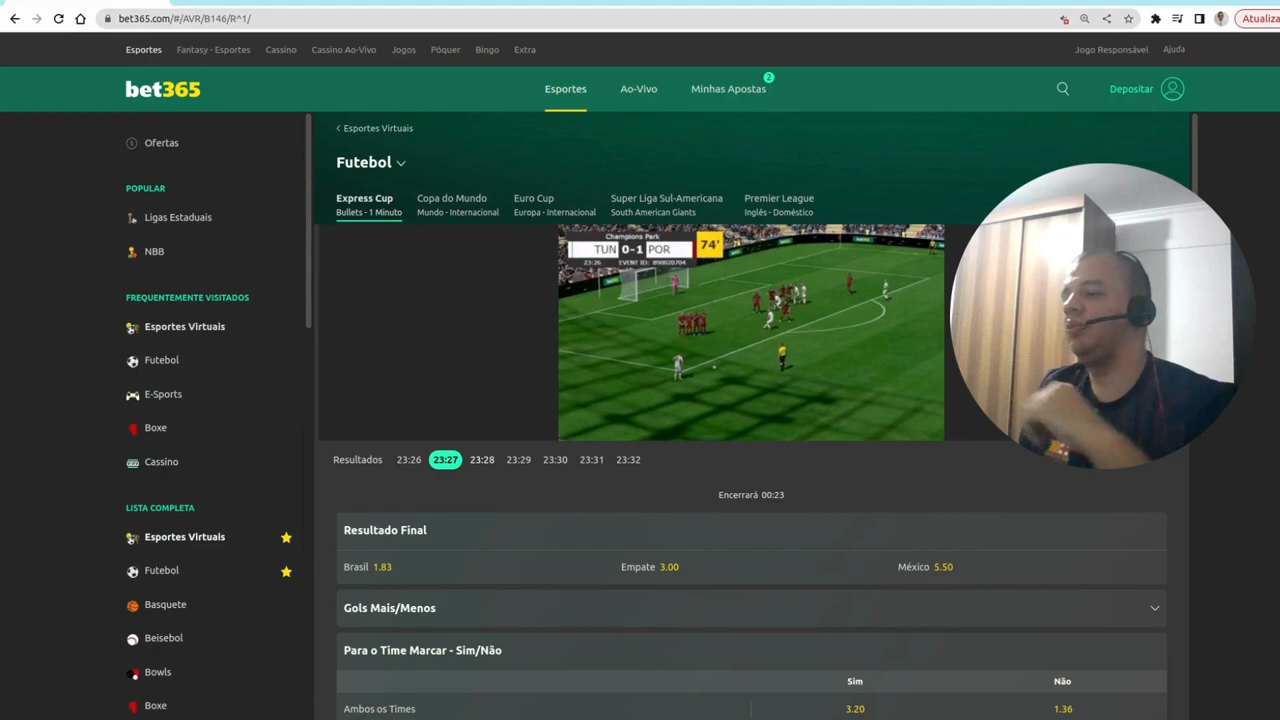 bet365.com/#/AVR/B146/R^1/
Atualiza
Esportes Fantasy - Esportes Cassino Cassino Ao-Vivo Jogos Pôquer Bingo Extra
Jogo Responsável Ajuda
bet365
Esportes Ao-Vivo Minhas Apostas 2
Depositar
Ofertas
POPULAR
Ligas Estaduais
NBB
FREQUENTEMENTE VISITADOS
Esportes Virtuais
Futebol
E-Sports
Boxe
Cassino
LISTA COMPLETA
Esportes Virtuais
Futebol
Basquete
Beisebol
Bowls
Boxe
Esportes Virtuais
Futebol
Express Cup Copa do Mundo Euro Cup Super Liga Sul-Americana Premier League
Bullets - 1 Minuto Mundo - Internacional Europa - Internacional South American Giants Inglês - Doméstico
Champions Park
TUN 0-1 POR 74'
23:26 EVENT ID: 890020704
Resultados 23:26 23:27 23:28 23:29 23:30 23:31 23:32
Encerrará 00:23
Resultado Final
Brasil 1.83 Empate 3.00 México 5.50
Gols Mais/Menos
Para o Time Marcar - Sim/Não
Sim Não
Ambos os Times 3.20 1.36